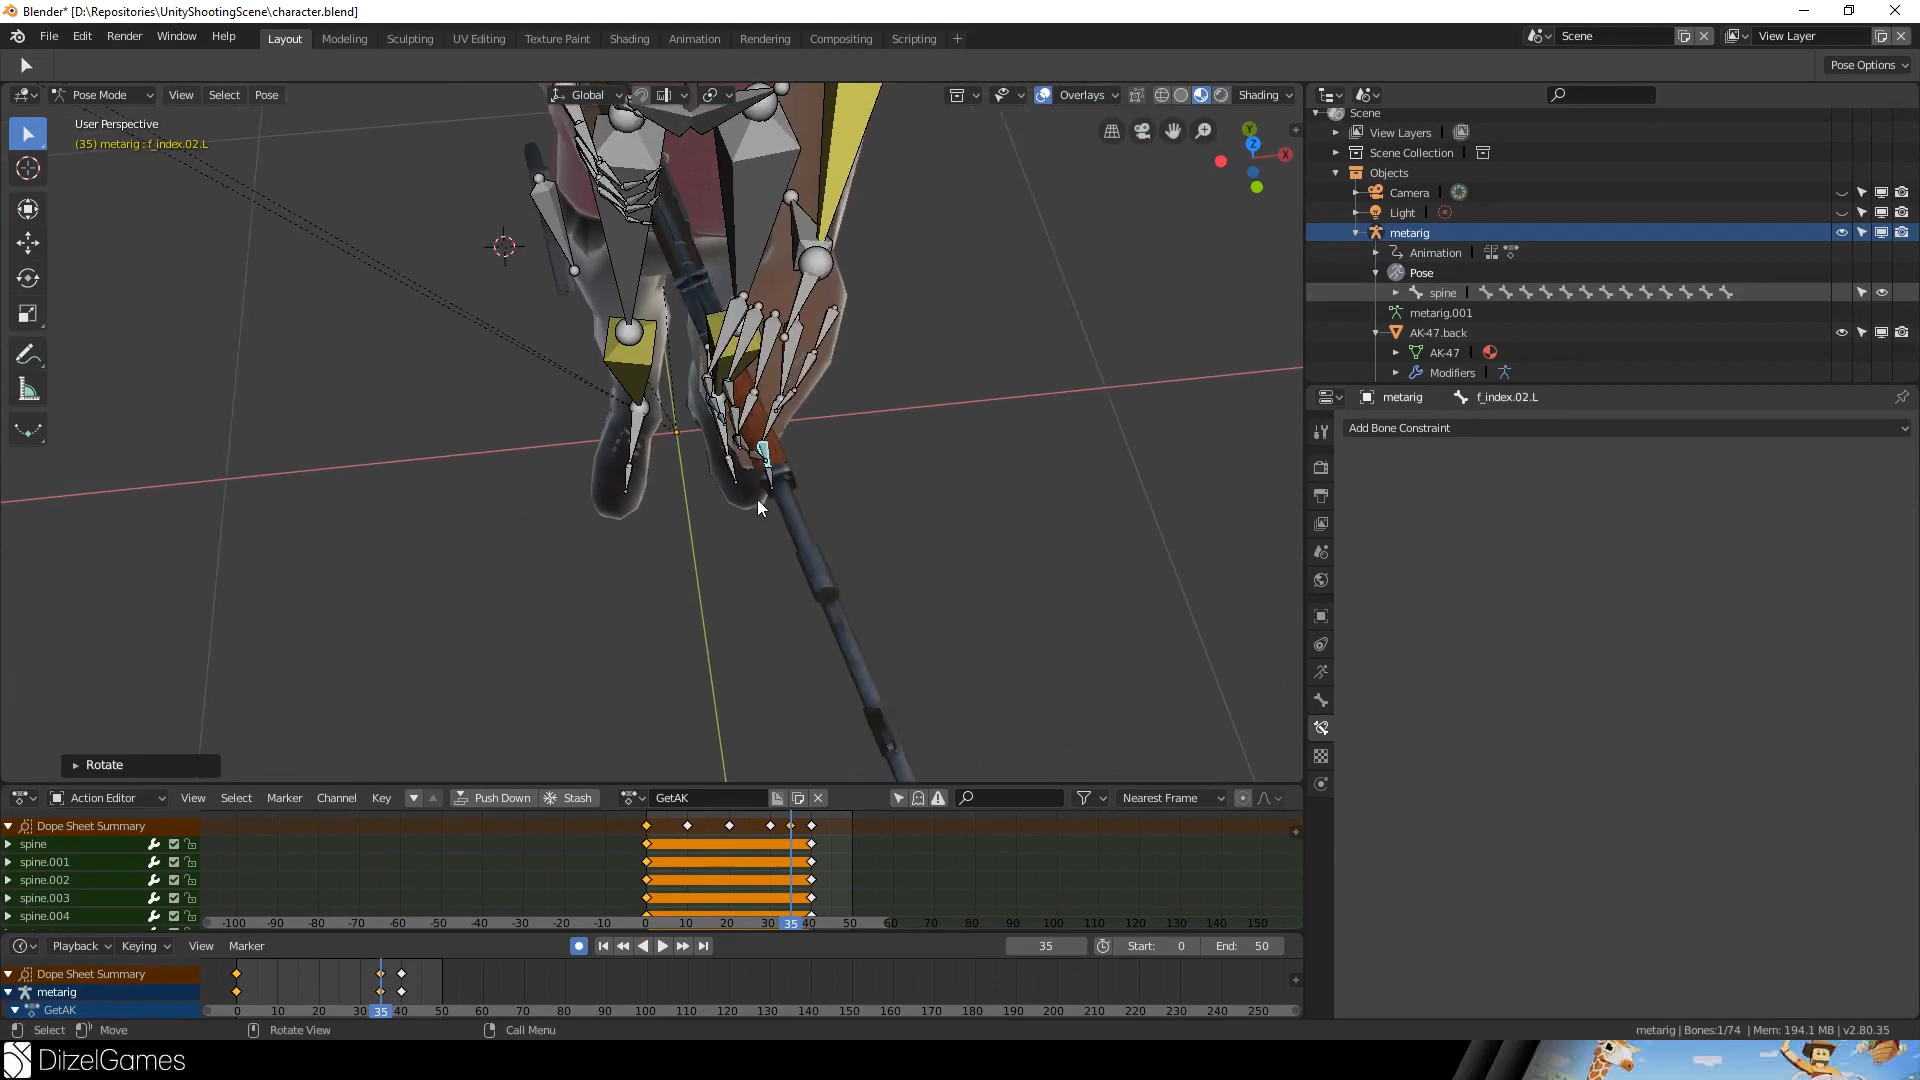 Blender* [D:\Repositories\UnityShootingScene\character.blend]
File Edit Render Window Help Layout Modeling Sculpting UV Editing Texture Paint Shading Animation Rendering Compositing Scripting + Scene View Layer
Pose Options
Pose Mode View Select Pose Global Overlays Shading
User Perspective
(35) metarig : f_index.02.L
Y
Z
X
Rotate
Scene
View Layers
Scene Collection
Objects
Camera
Light
metarig
Animation
Pose
spine
metarig.001
AK-47.back
AK-47
Modifiers
metarig f_index.02.L
Add Bone Constraint
Action Editor View Select Marker Channel Key Push Down Stash GetAK Nearest Frame
Dope Sheet Summary
spine
spine.001
spine.002
spine.003
spine.004
-100 -90 -80 -70 -60 -50 -40 -30 -20 -10 0 10 20 30 35 40 50 60 70 80 90 100 110 120 130 140 150
Playback Keying View Marker 35 Start: 0 End: 50
Dope Sheet Summary
metarig
GetAK
0 10 20 30 35 40 50 60 70 80 90 100 110 120 130 140 150 160 170 180 190 200 210 220 230 240 250
Select Move Rotate View Call Menu metarig | Bones:1/74 | Mem: 194.1 MB | v2.80.35
DitzelGames